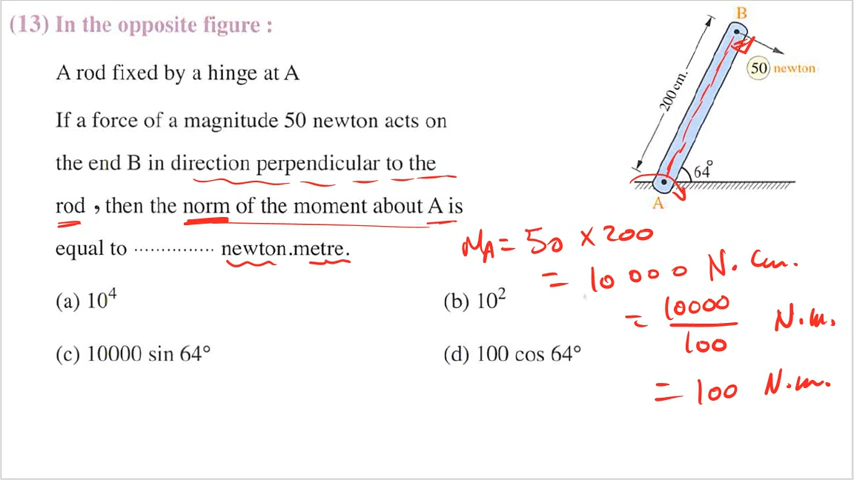 (13) In the opposite figure :
A rod fixed by a hinge at A
If a force of a magnitude 50 newton acts on
the end B in direction perpendicular to the
rod , then the norm of the moment about A is
equal to ·············· newton.metre.
(a) 10⁴
(b) 10²
(c) 10000 sin 64°
(d) 100 cos 64°
B
50 newton
200 cm.
64°
A
M_A = 50 × 200
= 10 000 N. Cm.
= 10000/100 N.m.
= 100 N.m.